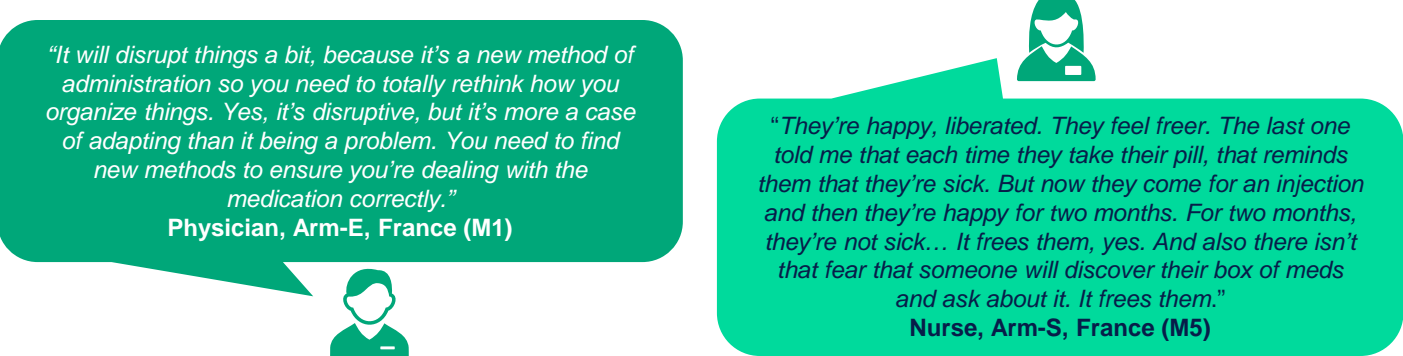 “It will disrupt things a bit, because it’s a new method of
administration so you need to totally rethink how you
organize things. Yes, it’s disruptive, but it’s more a case
of adapting than it being a problem. You need to find
new methods to ensure you’re dealing with the
medication correctly.”
Physician, Arm-E, France (M1)
“They’re happy, liberated. They feel freer. The last one
told me that each time they take their pill, that reminds
them that they’re sick. But now they come for an injection
and then they’re happy for two months. For two months,
they’re not sick… It frees them, yes. And also there isn’t
that fear that someone will discover their box of meds
and ask about it. It frees them.”
Nurse, Arm-S, France (M5)